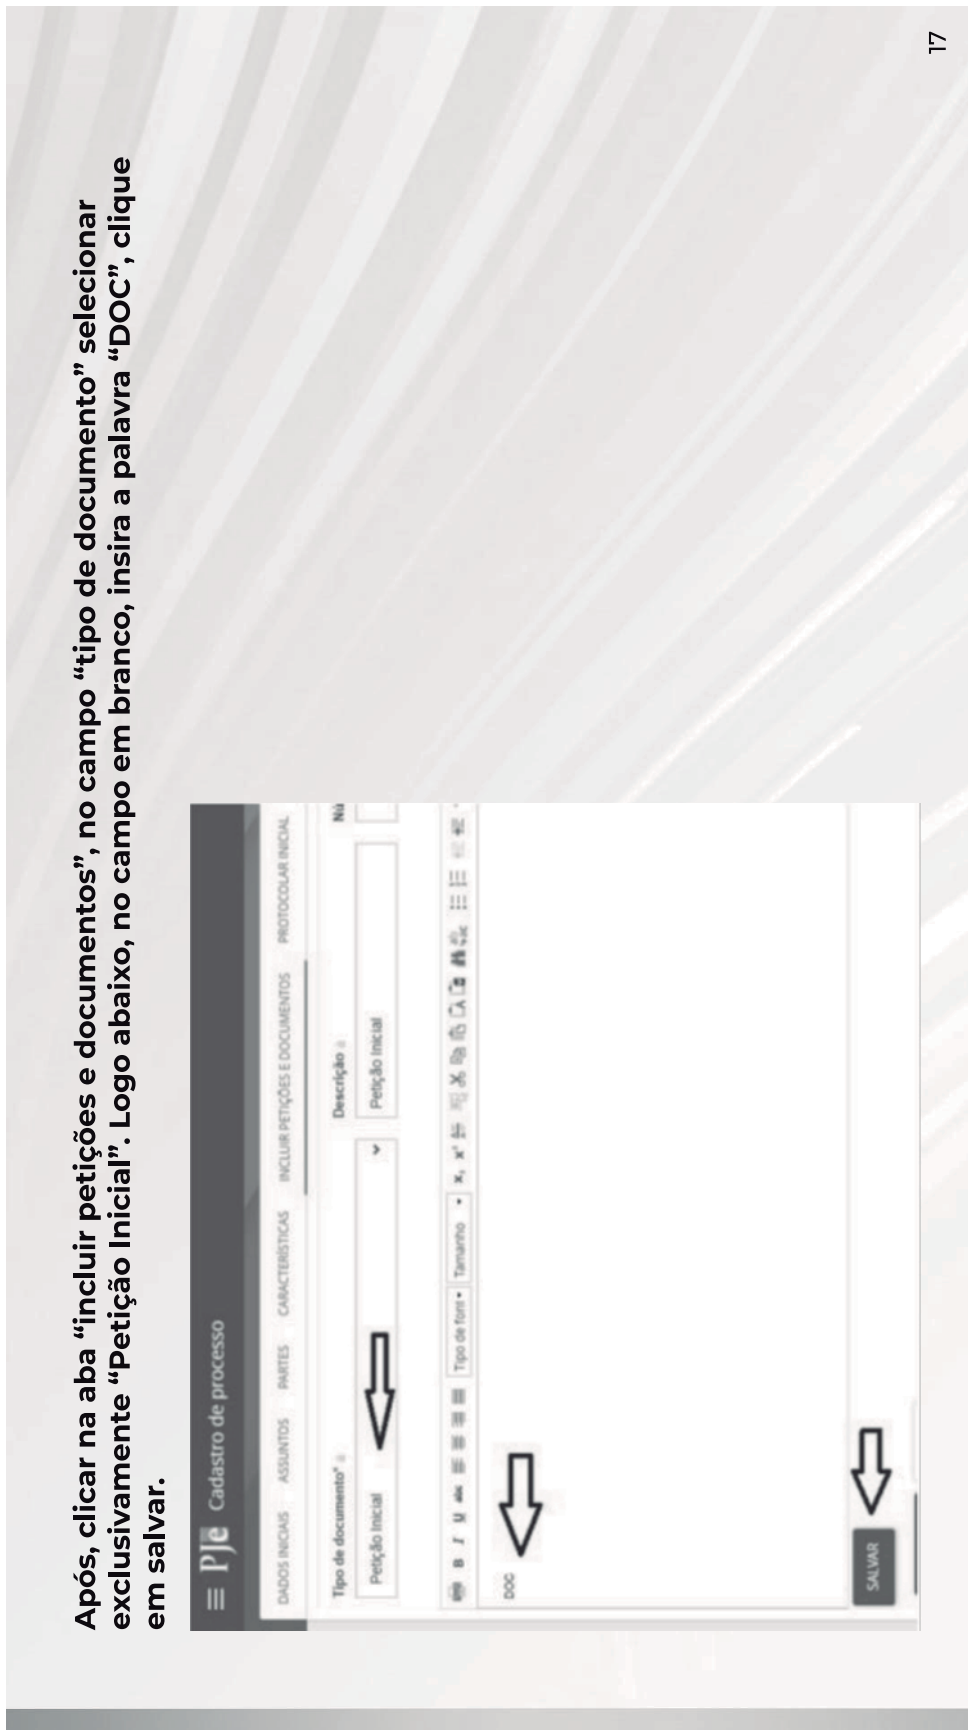 Após, clicar na aba “incluir petições e documentos”, no campo “tipo de documento” selecionar
exclusivamente “Petição Inicial”. Logo abaixo, no campo em branco, insira a palavra “DOC”, clique
em salvar.
PJe Cadastro de processo
DADOS INICIAIS ASSUNTOS PARTES CARACTERÍSTICAS INCLUIR PETIÇÕES E DOCUMENTOS PROTOCOLAR INICIAL
Tipo de documento* Descrição Nú
Petição Inicial Petição Inicial
B I U abc Tipo de font Tamanho x, x'
DOC
SALVAR
17